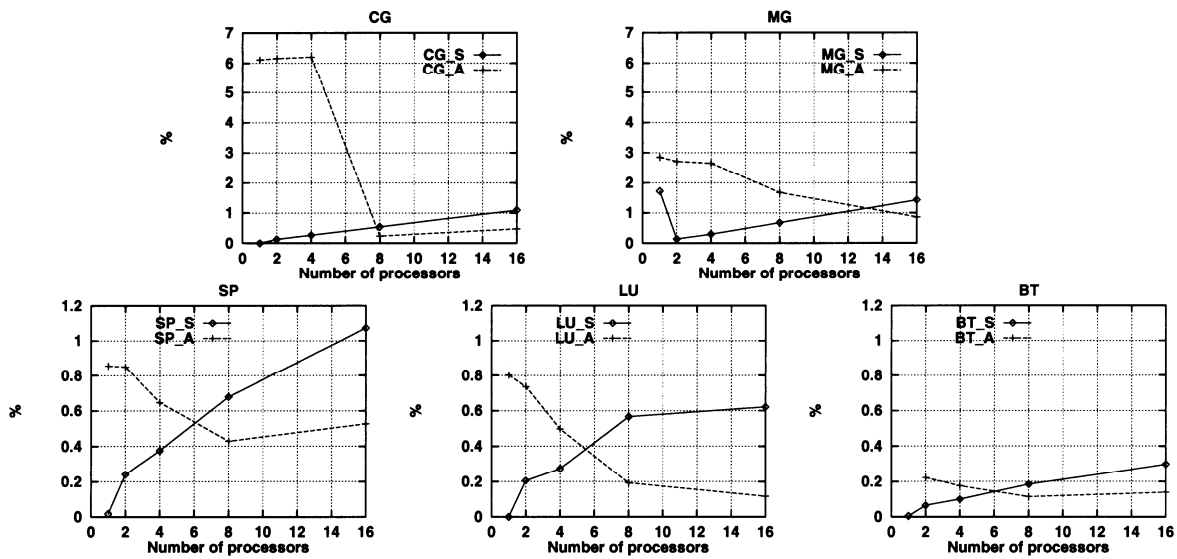 CG
MG
7
6
5
4
3
2
1
0
%
CG_S
CG_A
0 2 4 6 8 10 12 14 16
Number of processors
7
6
5
4
3
2
1
0
%
MG_S
MG_A
0 2 4 6 8 10 12 14 16
Number of processors
SP
1.2
1
0.8
0.6
0.4
0.2
0
%
SP_S
SP_A
0 2 4 6 8 10 12 14 16
Number of processors
LU
1.2
1
0.8
0.6
0.4
0.2
0
%
LU_S
LU_A
0 2 4 6 8 10 12 14 16
Number of processors
BT
1.2
1
0.8
0.6
0.4
0.2
0
%
BT_S
BT_A
0 2 4 6 8 10 12 14 16
Number of processors